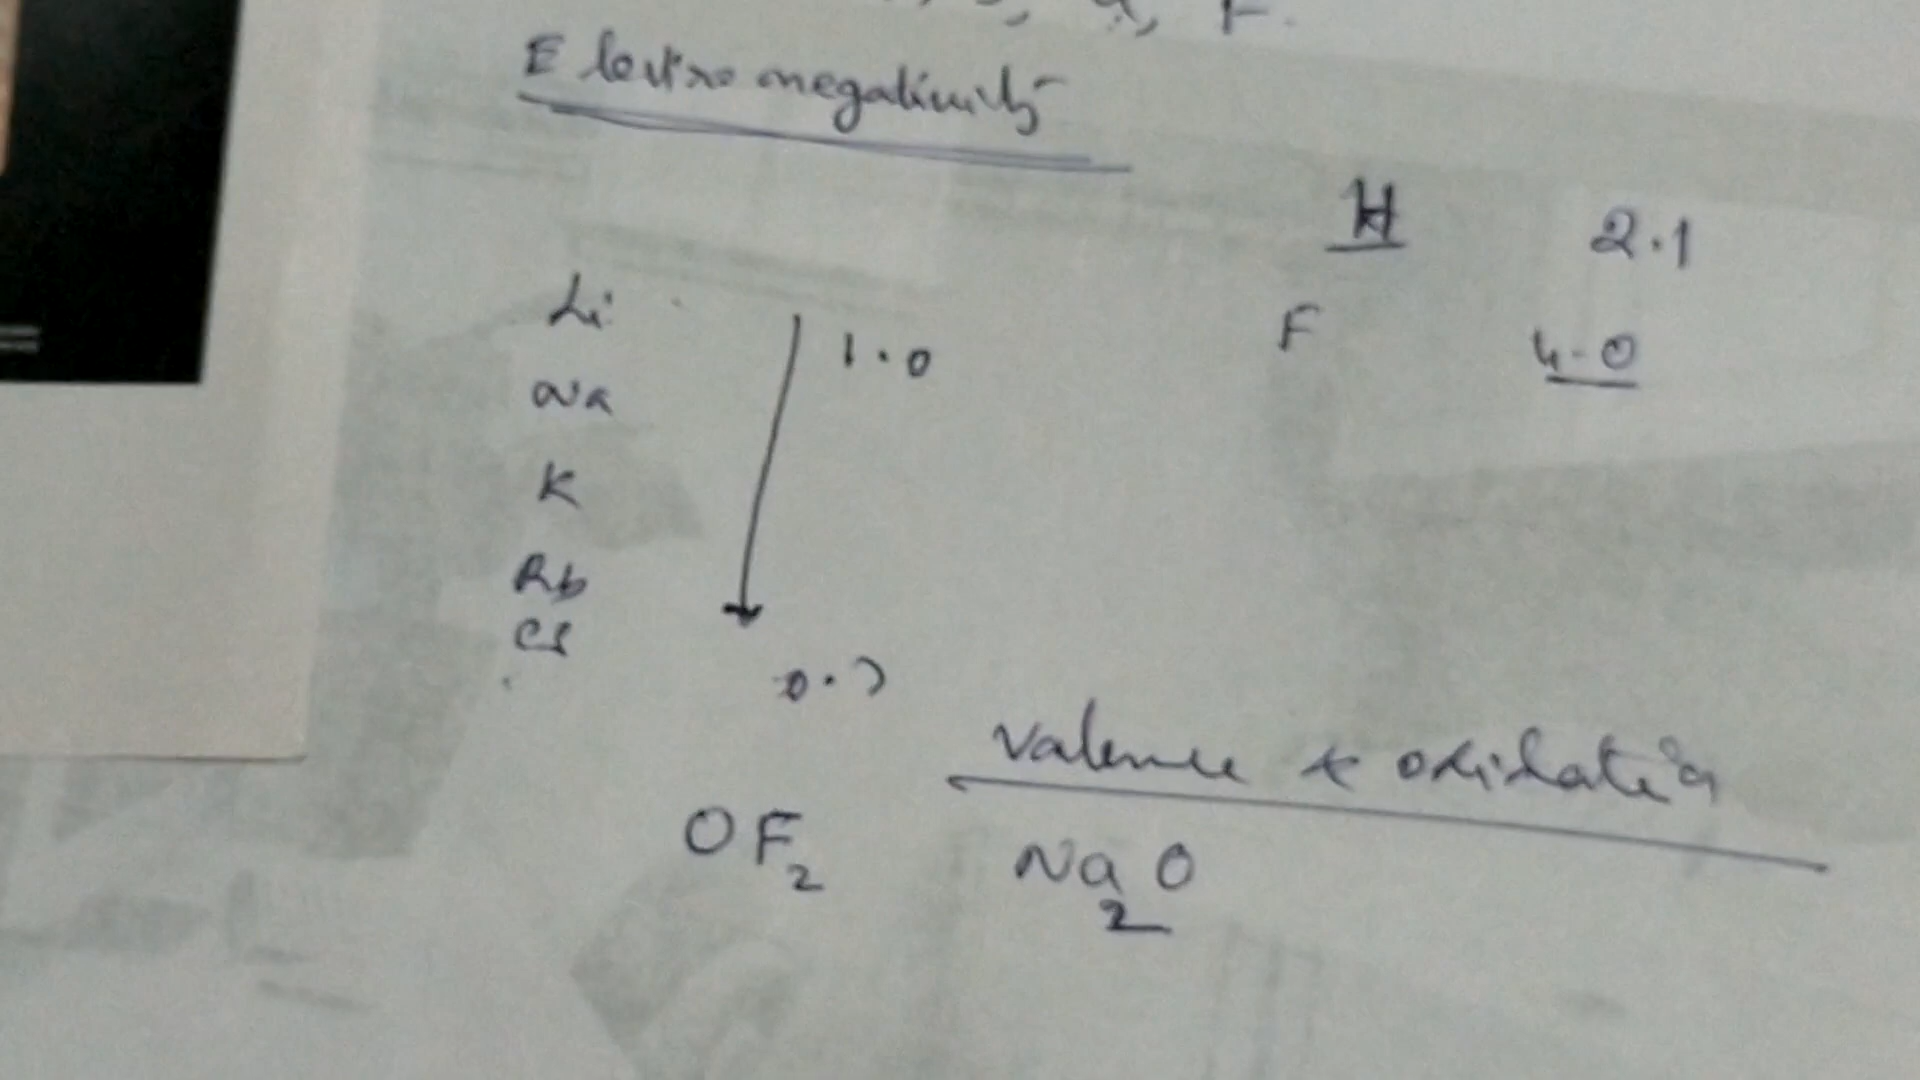 Electronegativity
H 2.1
Li 1.0
F 4.0
Na
K
Rb
Cs
0.7
Valence & oxidation
OF₂ Na₂O